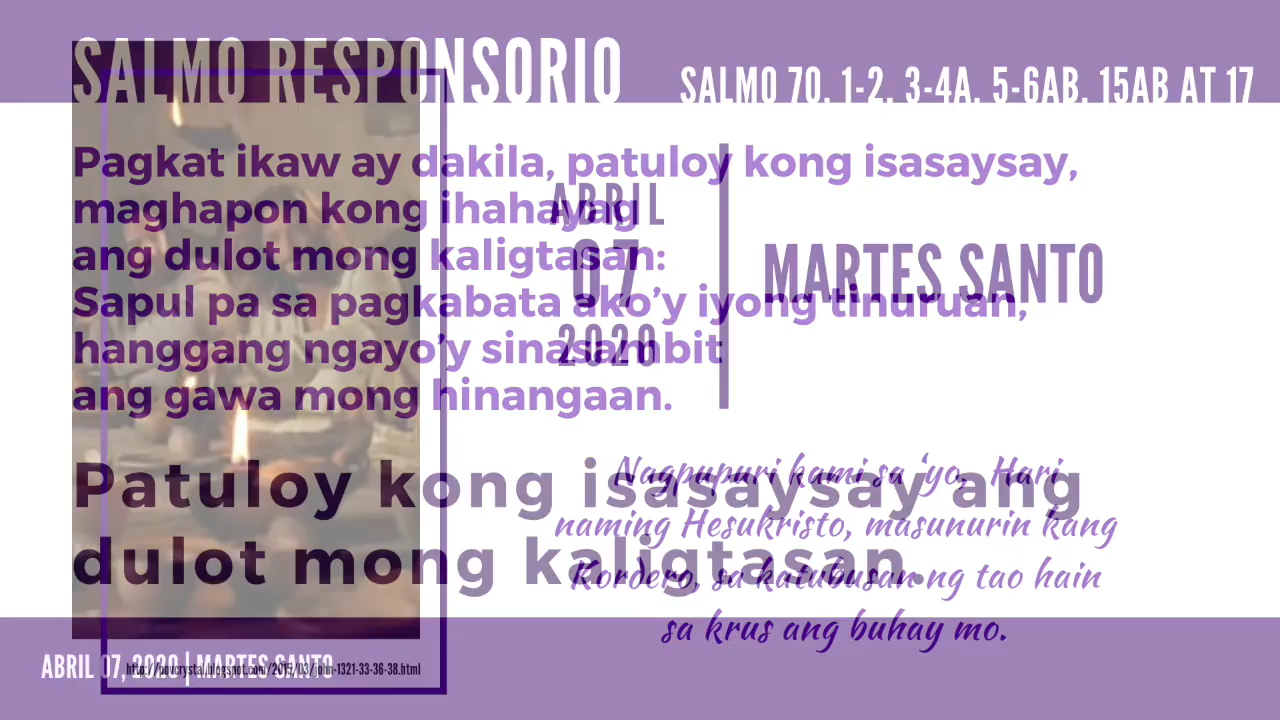 SALMO RESPONSORIO
SALMO 70, 1-2, 3-4A, 5-6AB, 15AB AT 17
Pagkat ikaw ay dakila, patuloy kong isasaysay,
maghapon kong ihahayag
ang dulot mong kaligtasan:
Sapul pa sa pagkabata ako’y iyong tinuruan,
hanggang ngayo’y sinasambit
ang gawa mong hinangaan.
Patuloy kong isasaysay ang
dulot mong kaligtasan.
ABRIL
07
2020
MARTES SANTO
Nagpupuri kami sa ‘yo, Hari
naming Hesukristo, masunurin kang
Kordero, sa katubusan ng tao hain
sa krus ang buhay mo.
ABRIL 07, 2020 | MARTES SANTO